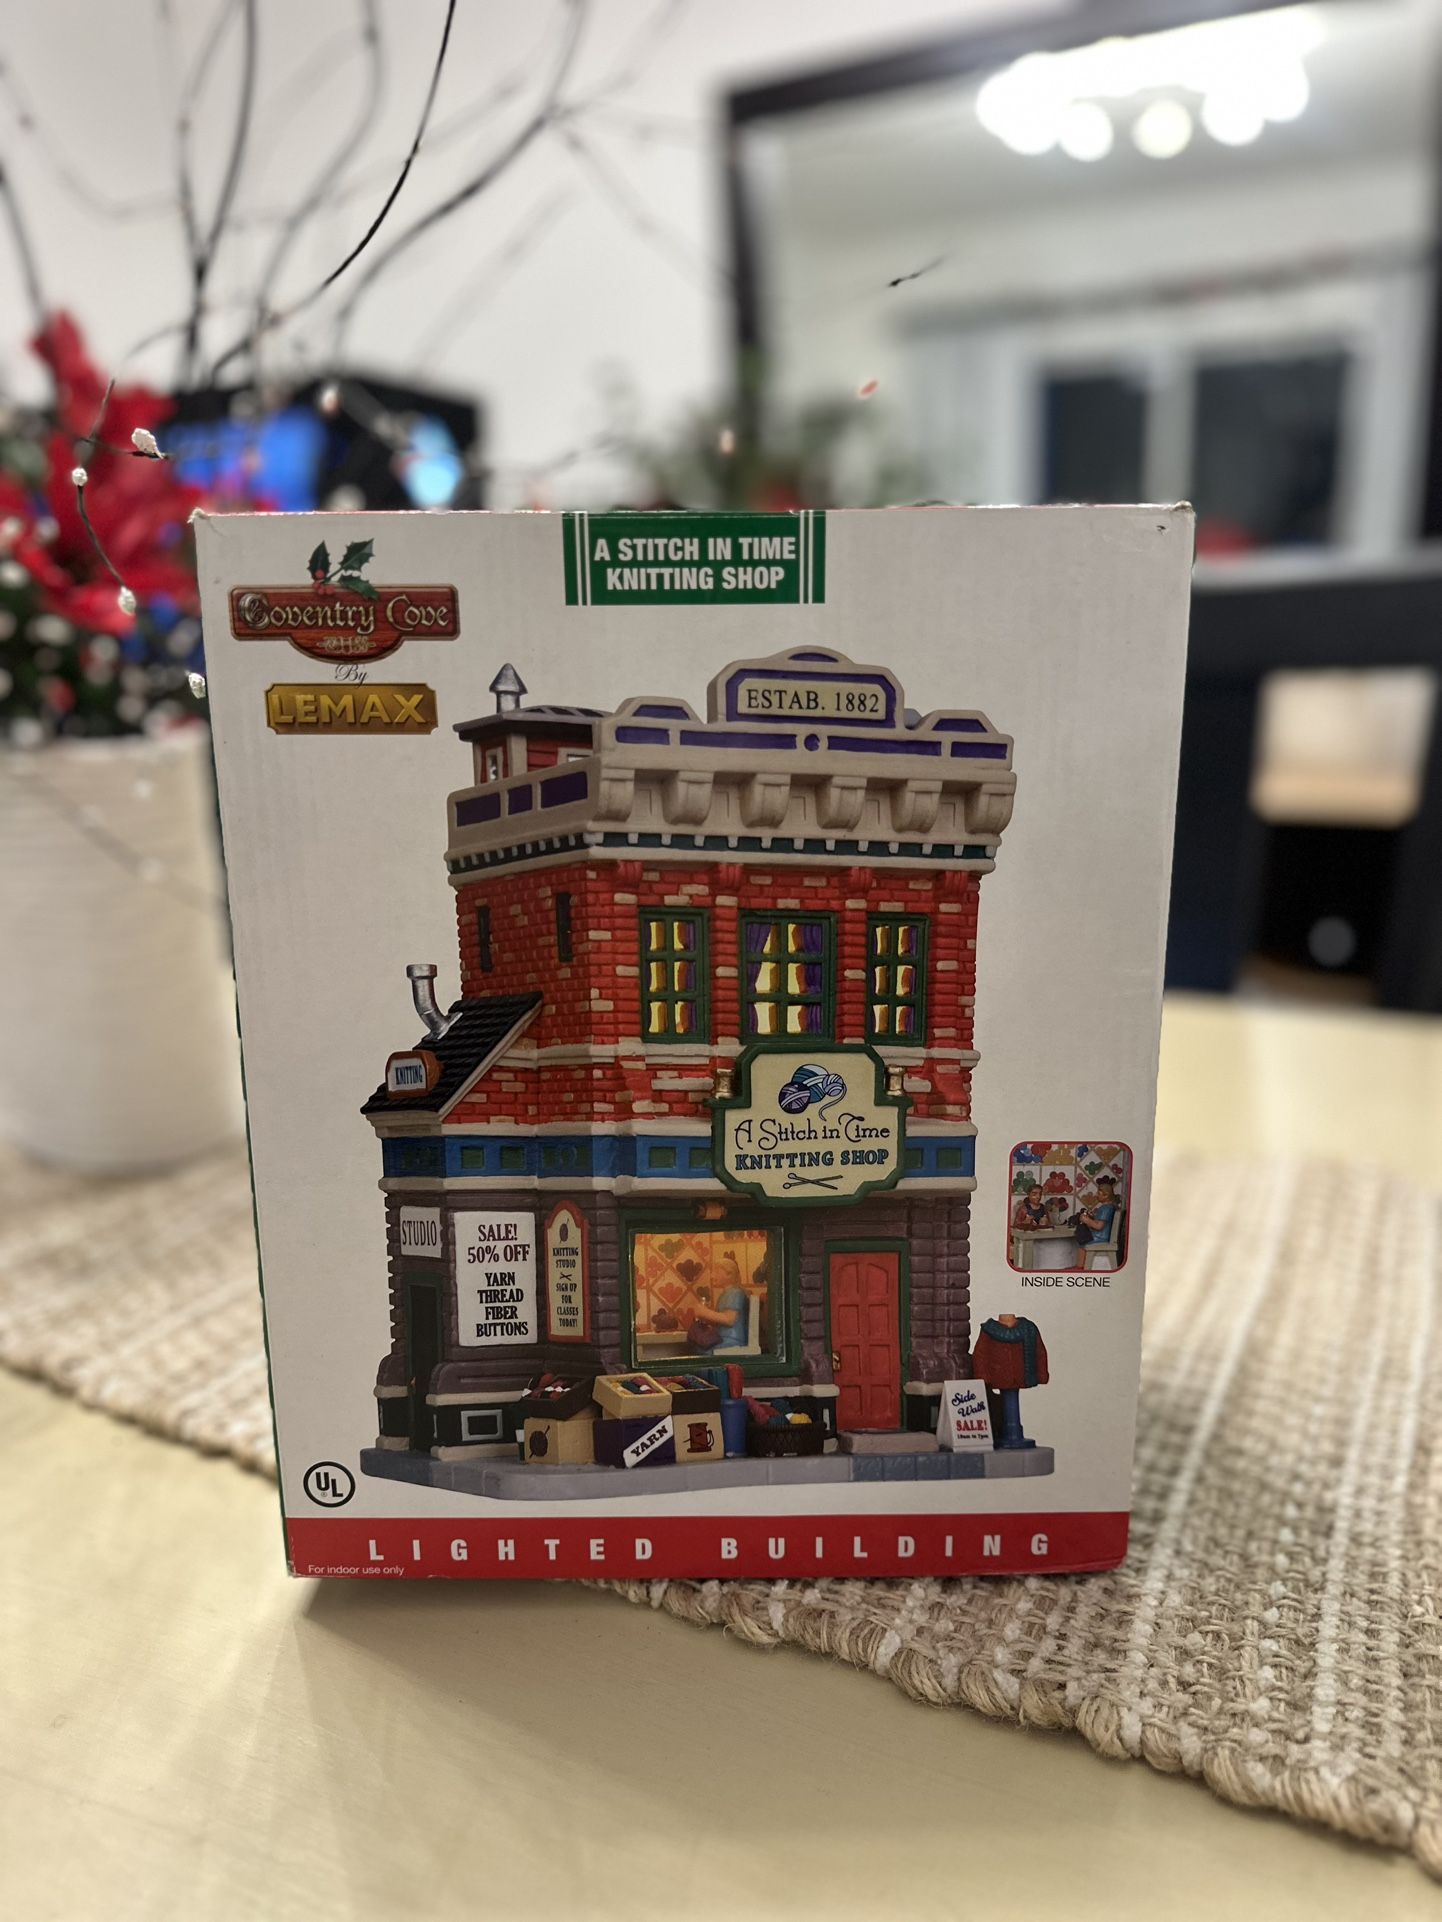 A STITCH IN TIME
KNITTING SHOP
Coventry Cove
By
LEMAX
ESTAB. 1882
KNITTING
A Stitch in Time
KNITTING SHOP
STUDIO
SALE!
50% OFF
YARN
THREAD
FIBER
BUTTONS
KNITTING
STUDIO
SIGN UP
FOR
CLASSES
TODAY!
INSIDE SCENE
YARN
Side
Walk
SALE!
UL
LIGHTED BUILDING
For indoor use only